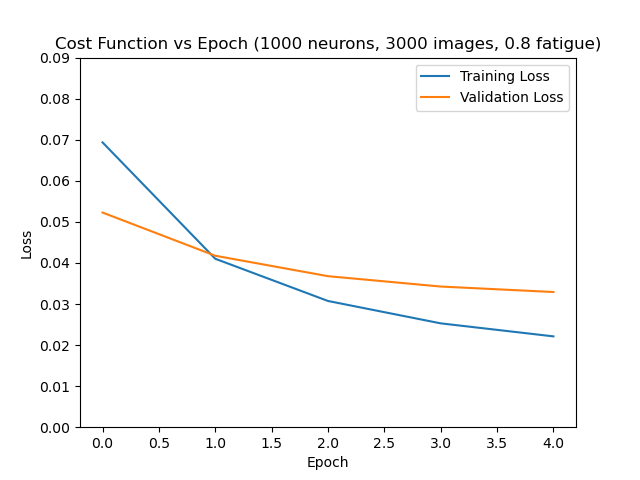 Cost Function vs Epoch (1000 neurons, 3000 images, 0.8 fatigue)
Training Loss
Validation Loss
0.09
0.08
0.07
0.06
0.05
0.04
0.03
0.02
0.01
0.00
Loss
0.0 0.5 1.0 1.5 2.0 2.5 3.0 3.5 4.0
Epoch